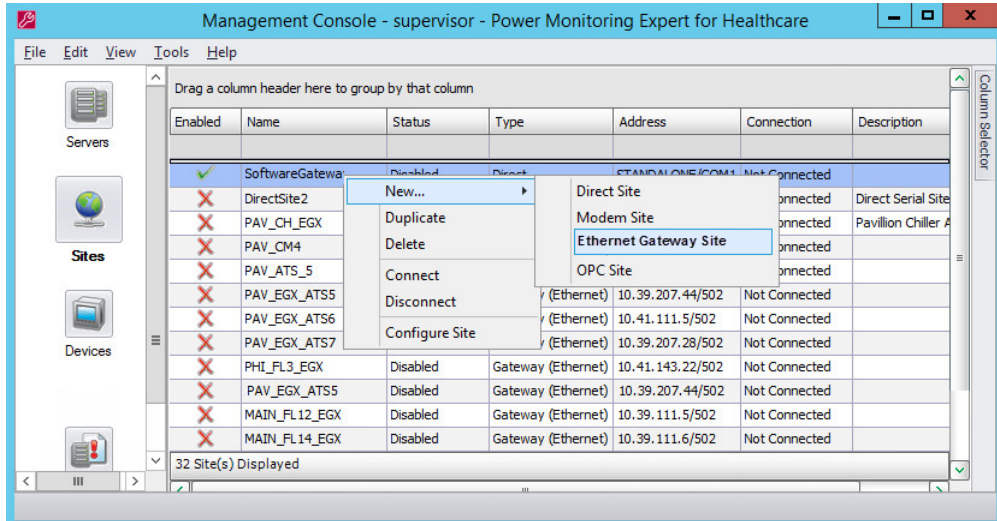 Management Console - supervisor - Power Monitoring Expert for Healthcare
File Edit View Tools Help
Drag a column header here to group by that column
Column Selector
Enabled Name Status Type Address Connection Description
Servers
Sites
Devices
SoftwareGateway Disabled Direct STANDALONE/COM1 Not Connected
DirectSite2 Direct Serial Site
PAV_CH_EGX Pavillion Chiller A
PAV_CM4
PAV_ATS_5
PAV_EGX_ATS5 (Ethernet) 10.39.207.44/502 Not Connected
PAV_EGX_ATS6 (Ethernet) 10.41.111.5/502 Not Connected
PAV_EGX_ATS7 (Ethernet) 10.39.207.28/502 Not Connected
PHI_FL3_EGX Disabled Gateway (Ethernet) 10.41.143.22/502 Not Connected
PAV_EGX_ATS5 Disabled Gateway (Ethernet) 10.39.207.44/502 Not Connected
MAIN_FL12_EGX Disabled Gateway (Ethernet) 10.39.111.5/502 Not Connected
MAIN_FL14_EGX Disabled Gateway (Ethernet) 10.39.111.6/502 Not Connected
New...
Duplicate
Delete
Connect
Disconnect
Configure Site
Direct Site
Modem Site
Ethernet Gateway Site
OPC Site
32 Site(s) Displayed